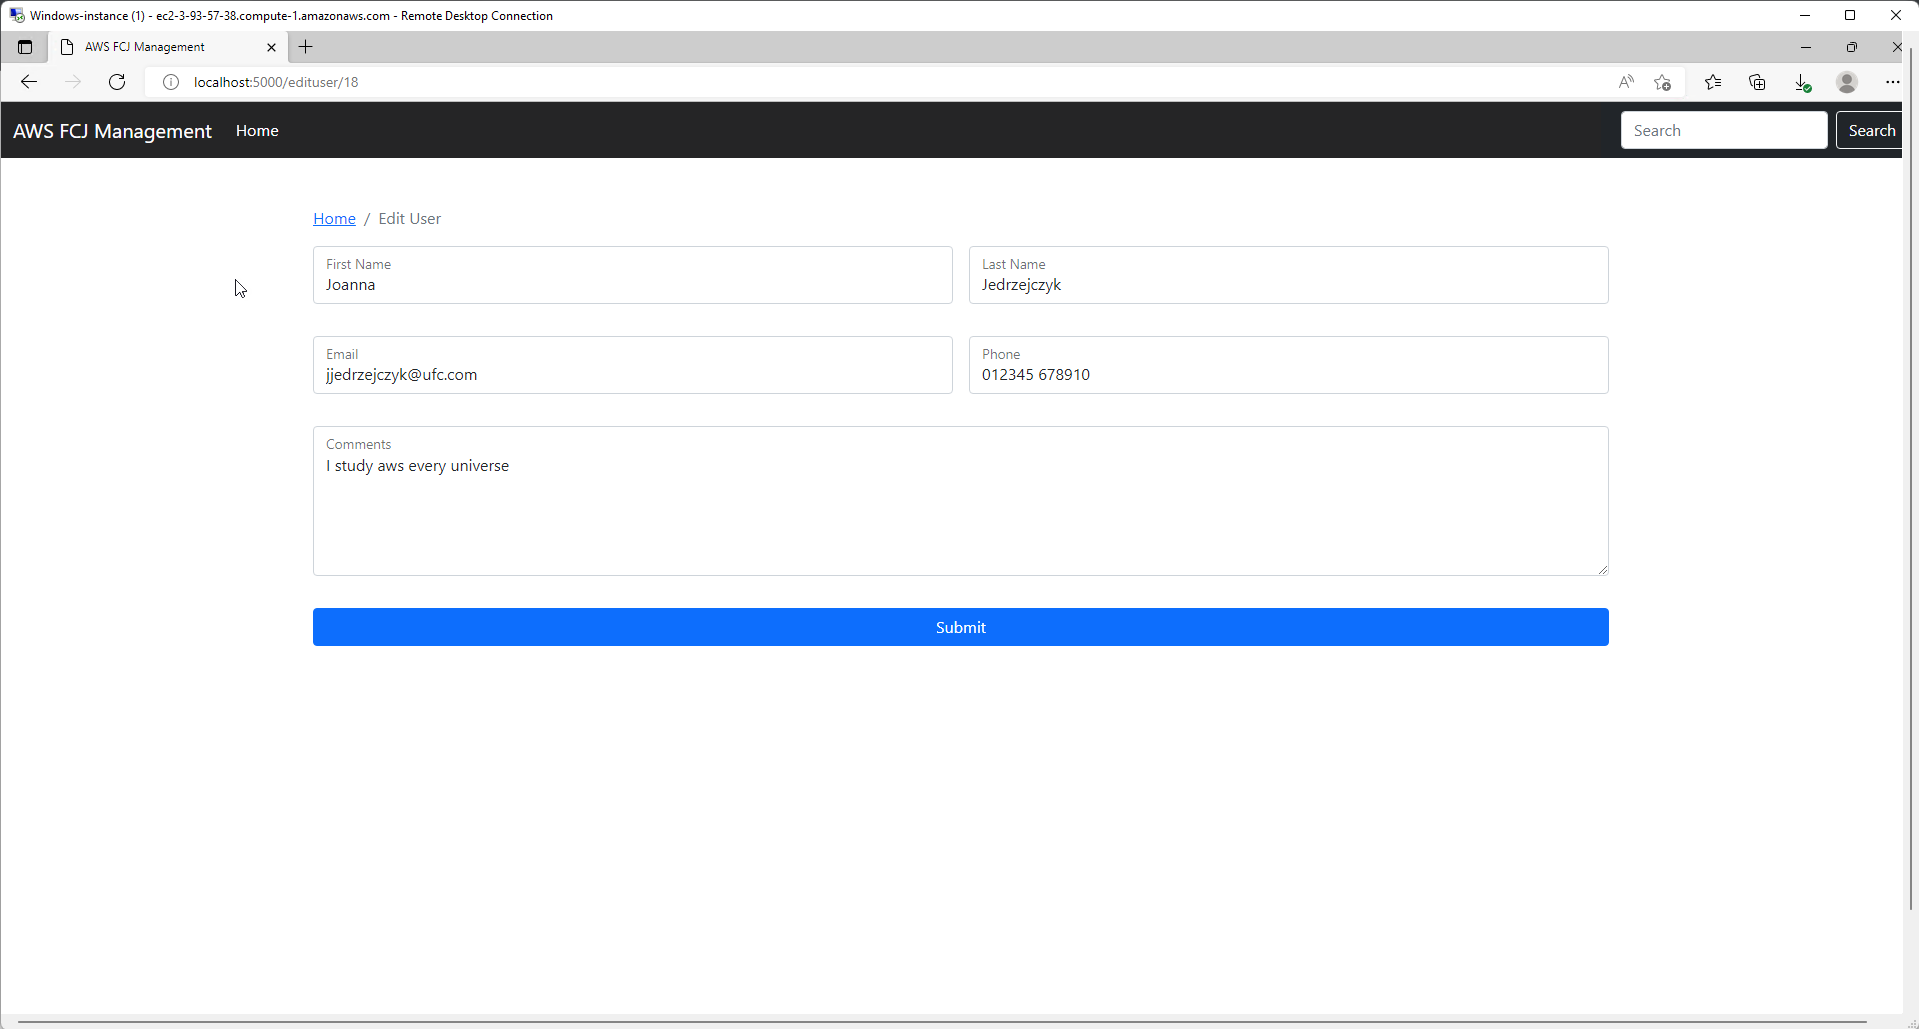 Windows-instance (1) - ec2-3-93-57-38.compute-1.amazonaws.com - Remote Desktop Connection
AWS FCJ Management
localhost:5000/edituser/18
AWS FCJ Management Home Search Search
Home / Edit User
First Name Last Name
Joanna Jedrzejczyk
Email Phone
jjedrzejczyk@ufc.com 012345 678910
Comments
I study aws every universe
Submit